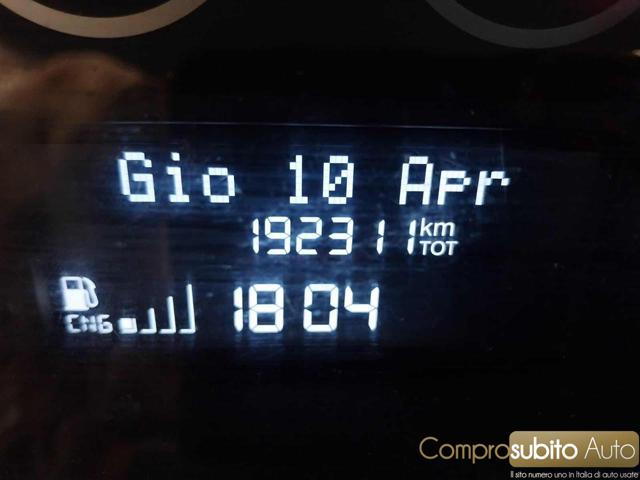 Gio 10 Apr
192311 km TOT
CNG 18 04
Comprosubito Auto
Il sito numero uno in Italia di auto usate